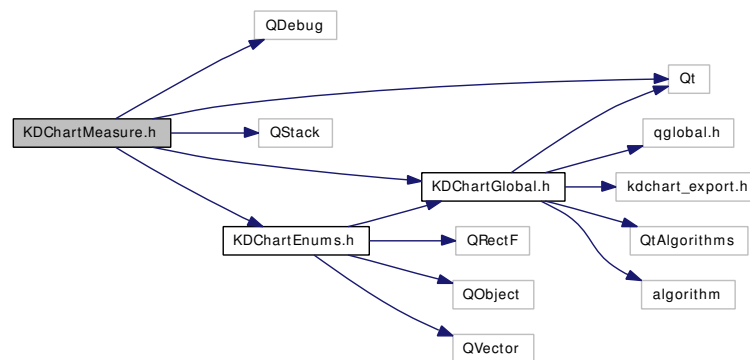 QDebug
Qt
KDChartMeasure.h
QStack
qglobal.h
KDChartGlobal.h
kdchart_export.h
KDChartEnums.h
QRectF
QtAlgorithms
QObject
algorithm
QVector